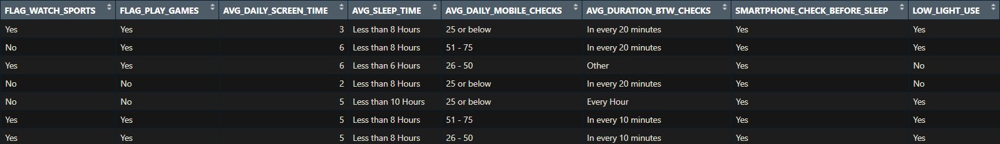 FLAG_WATCH_SPORTS FLAG_PLAY_GAMES AVG_DAILY_SCREEN_TIME AVG_SLEEP_TIME AVG_DAILY_MOBILE_CHECKS AVG_DURATION_BTW_CHECKS SMARTPHONE_CHECK_BEFORE_SLEEP LOW_LIGHT_USE
Yes Yes 3 Less than 8 Hours 25 or below In every 20 minutes Yes Yes
No Yes 6 Less than 8 Hours 51 - 75 In every 20 minutes Yes Yes
Yes Yes 6 Less than 6 Hours 26 - 50 Other Yes No
No No 2 Less than 8 Hours 25 or below In every 20 minutes Yes No
No No 5 Less than 10 Hours 25 or below Every Hour Yes Yes
Yes Yes 5 Less than 8 Hours 51 - 75 In every 10 minutes Yes Yes
Yes Yes 5 Less than 8 Hours 26 - 50 In every 10 minutes Yes Yes